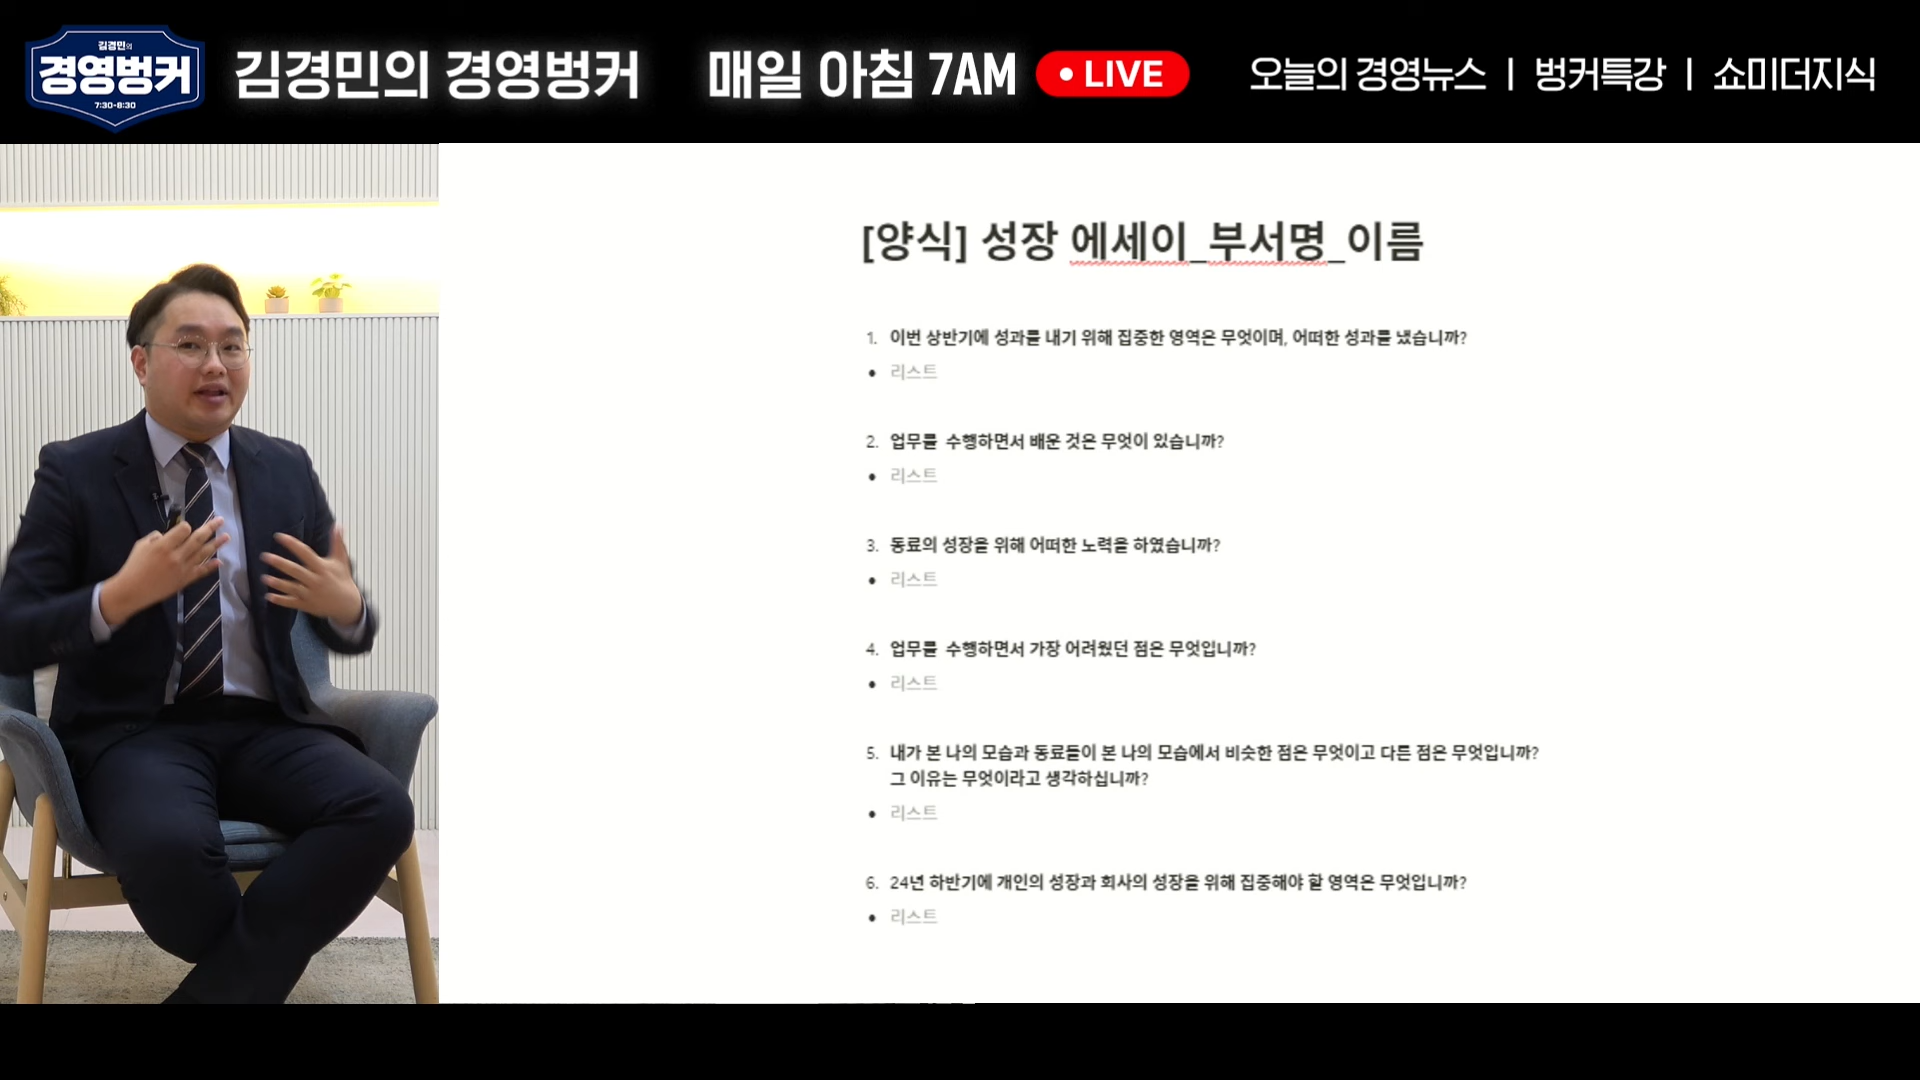 김경민의
경영벙커
7:30-8:30
김경민의 경영벙커 매일 아침 7AM • LIVE 오늘의 경영뉴스 ㅣ 벙커특강 ㅣ 쇼미더지식
[양식] 성장 에세이_부서명_이름
1. 이번 상반기에 성과를 내기 위해 집중한 영역은 무엇이며, 어떠한 성과를 냈습니까?
• 리스트
2. 업무를 수행하면서 배운 것은 무엇이 있습니까?
• 리스트
3. 동료의 성장을 위해 어떠한 노력을 하였습니까?
• 리스트
4. 업무를 수행하면서 가장 어려웠던 점은 무엇입니까?
• 리스트
5. 내가 본 나의 모습과 동료들이 본 나의 모습에서 비슷한 점은 무엇이고 다른 점은 무엇입니까?
그 이유는 무엇이라고 생각하십니까?
• 리스트
6. 24년 하반기에 개인의 성장과 회사의 성장을 위해 집중해야 할 영역은 무엇입니까?
• 리스트